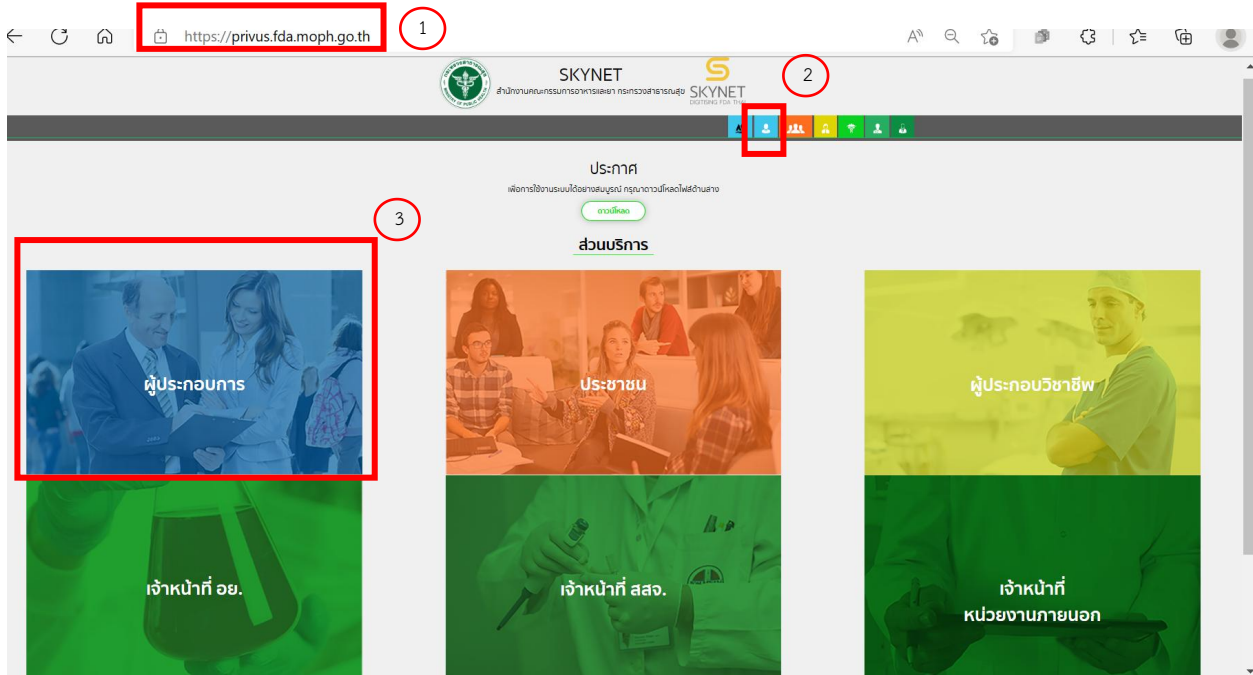 1
https://privus.fda.moph.go.th
SKYNET
สำนักงานคณะกรรมการอาหารและยา กระทรวงสาธารณสุข
SKYNET
DIGITISING FDA THAI
2
ประกาศ
เพื่อการใช้งานระบบได้อย่างสมบูรณ์ กรุณาดาวน์โหลดไฟล์ด้านล่าง
ดาวน์โหลด
3
ส่วนบริการ
ผู้ประกอบการ
ประชาชน
ผู้ประกอบวิชาชีพ
เจ้าหน้าที่ อย.
เจ้าหน้าที่ สสจ.
เจ้าหน้าที่
หน่วยงานภายนอก